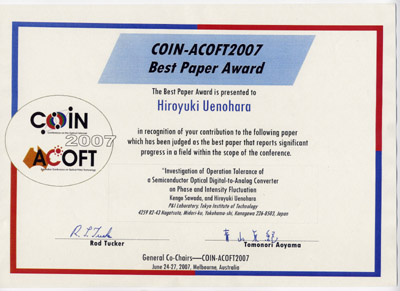 COIN-ACOFT2007
Best Paper Award
The Best Paper Award is presented to
Hiroyuki Uenohara
in recognition of your contribution to the following paper
which has been judged as the best paper that reports significant
progress in a field within the scope of the conference.
COIN
2007
ACOFT
"Investigation of Operation Tolerance of
a Semiconductor Optical Digital-to-Analog Converter
on Phase and Intensity Fluctuation
Kengo Sawada, and Hiroyuki Uenohara
P&I Laboratory, Tokyo Institute of Technology
4259 R2-43 Nagatsuta, Midori-ku, Yokohama-shi, Kanagawa 226-8503, Japan
Rod Tucker
青山友紀
Tomonori Aoyama
General Co-Chairs—COIN-ACOFT2007
June 24-27, 2007, Melbourne, Australia